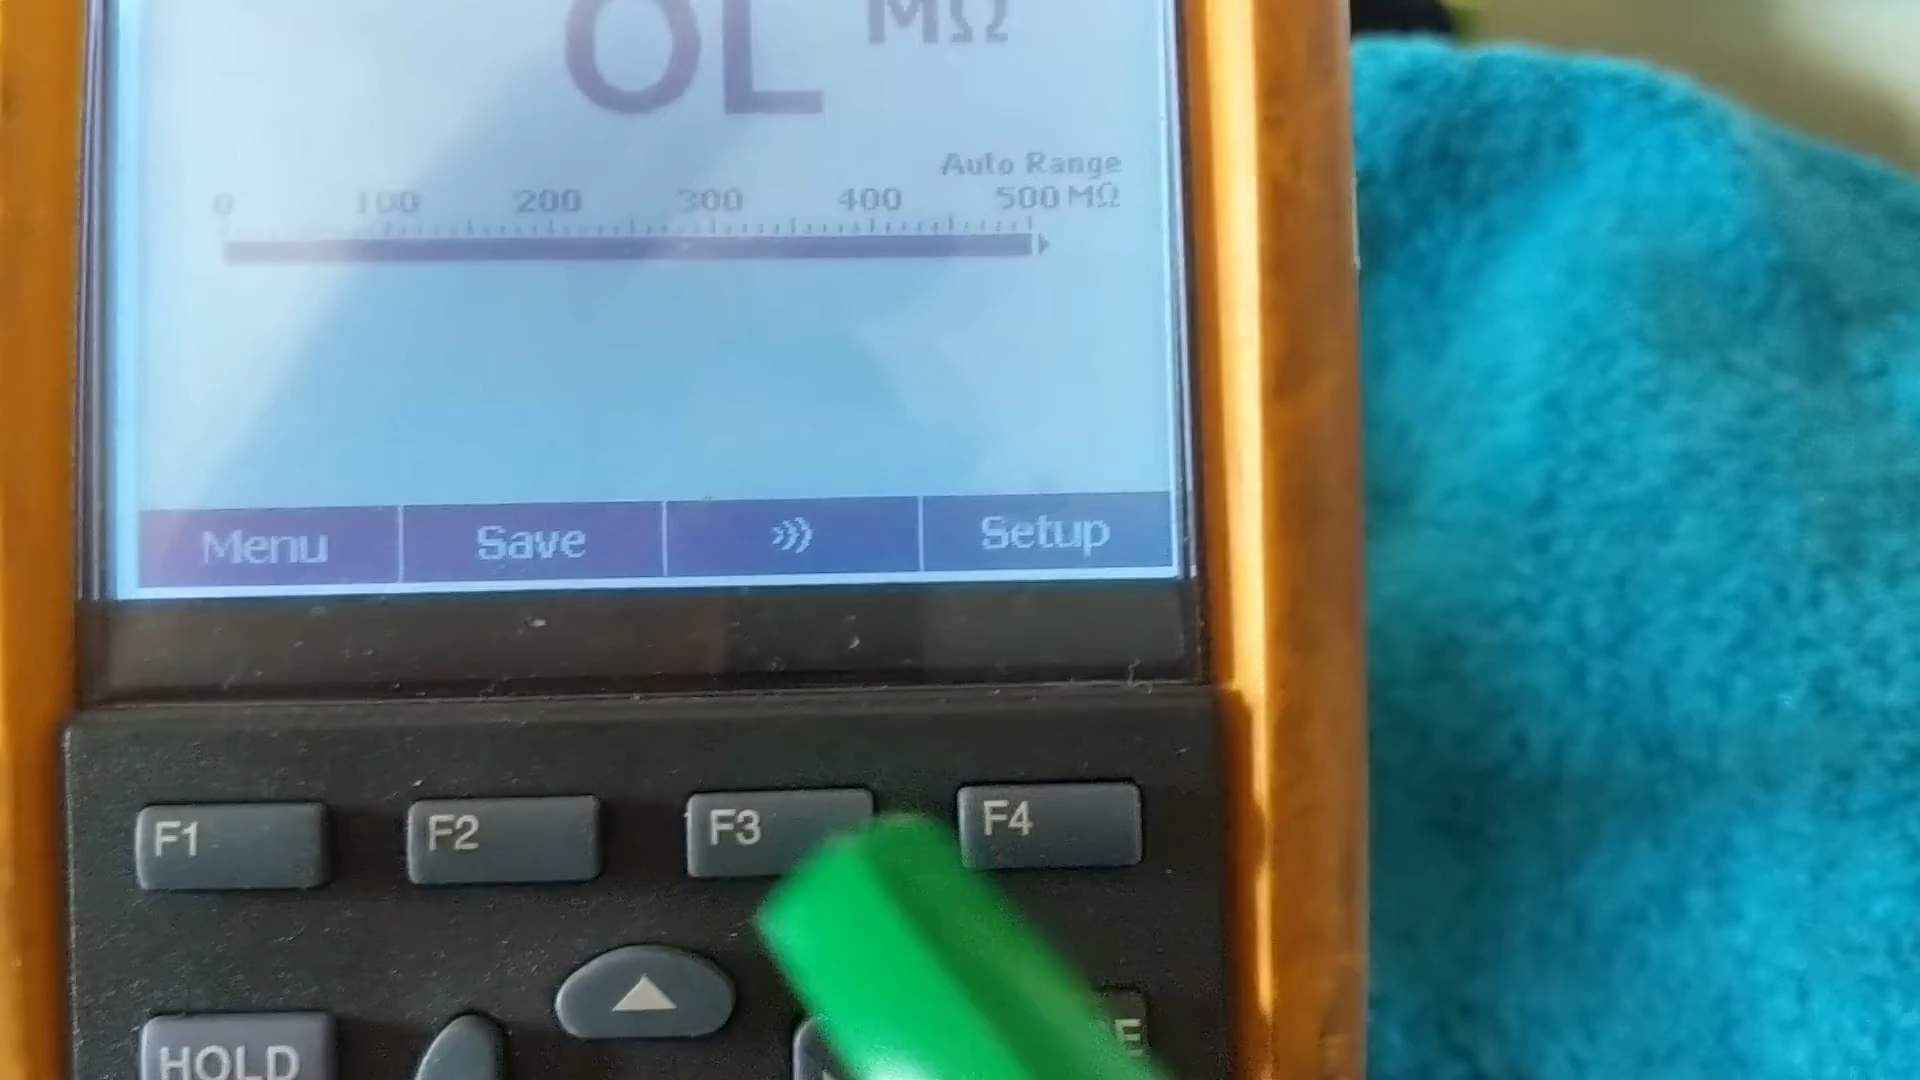 OL MΩ
Auto Range
0 100 200 300 400 500 MΩ
Menu Save ))) Setup
F1 F2 F3 F4
HOLD